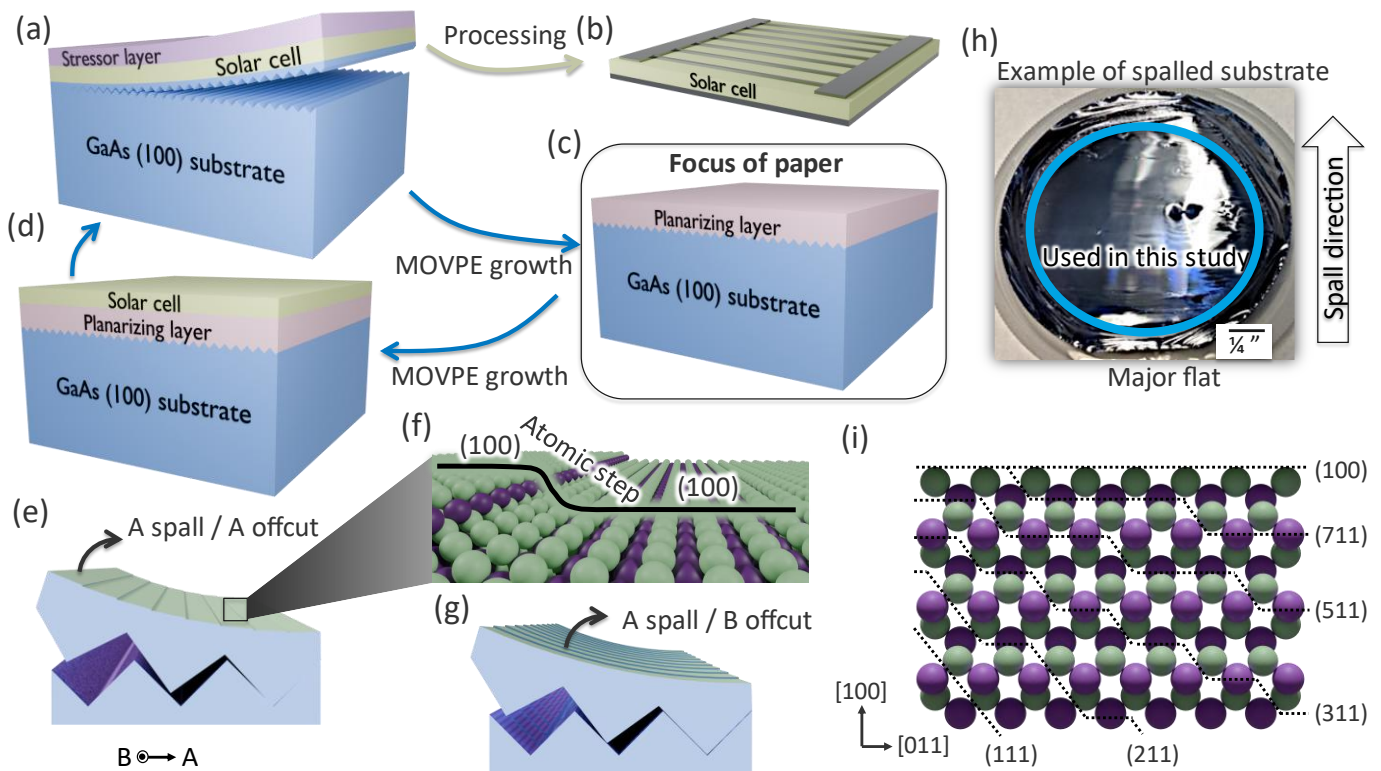 (a)
Stressor layer
Solar cell
GaAs (100) substrate
Processing
(b)
Solar cell
(c)
Focus of paper
Planarizing layer
GaAs (100) substrate
MOVPE growth
MOVPE growth
(d)
Solar cell
Planarizing layer
GaAs (100) substrate
(h)
Example of spalled substrate
Used in this study
¼ ”
Major flat
Spall direction
(e)
A spall / A offcut
B
A
(f)
(100)
Atomic step
(100)
(g)
A spall / B offcut
(i)
(100)
(711)
(511)
(311)
(111)
(211)
[100]
[011]